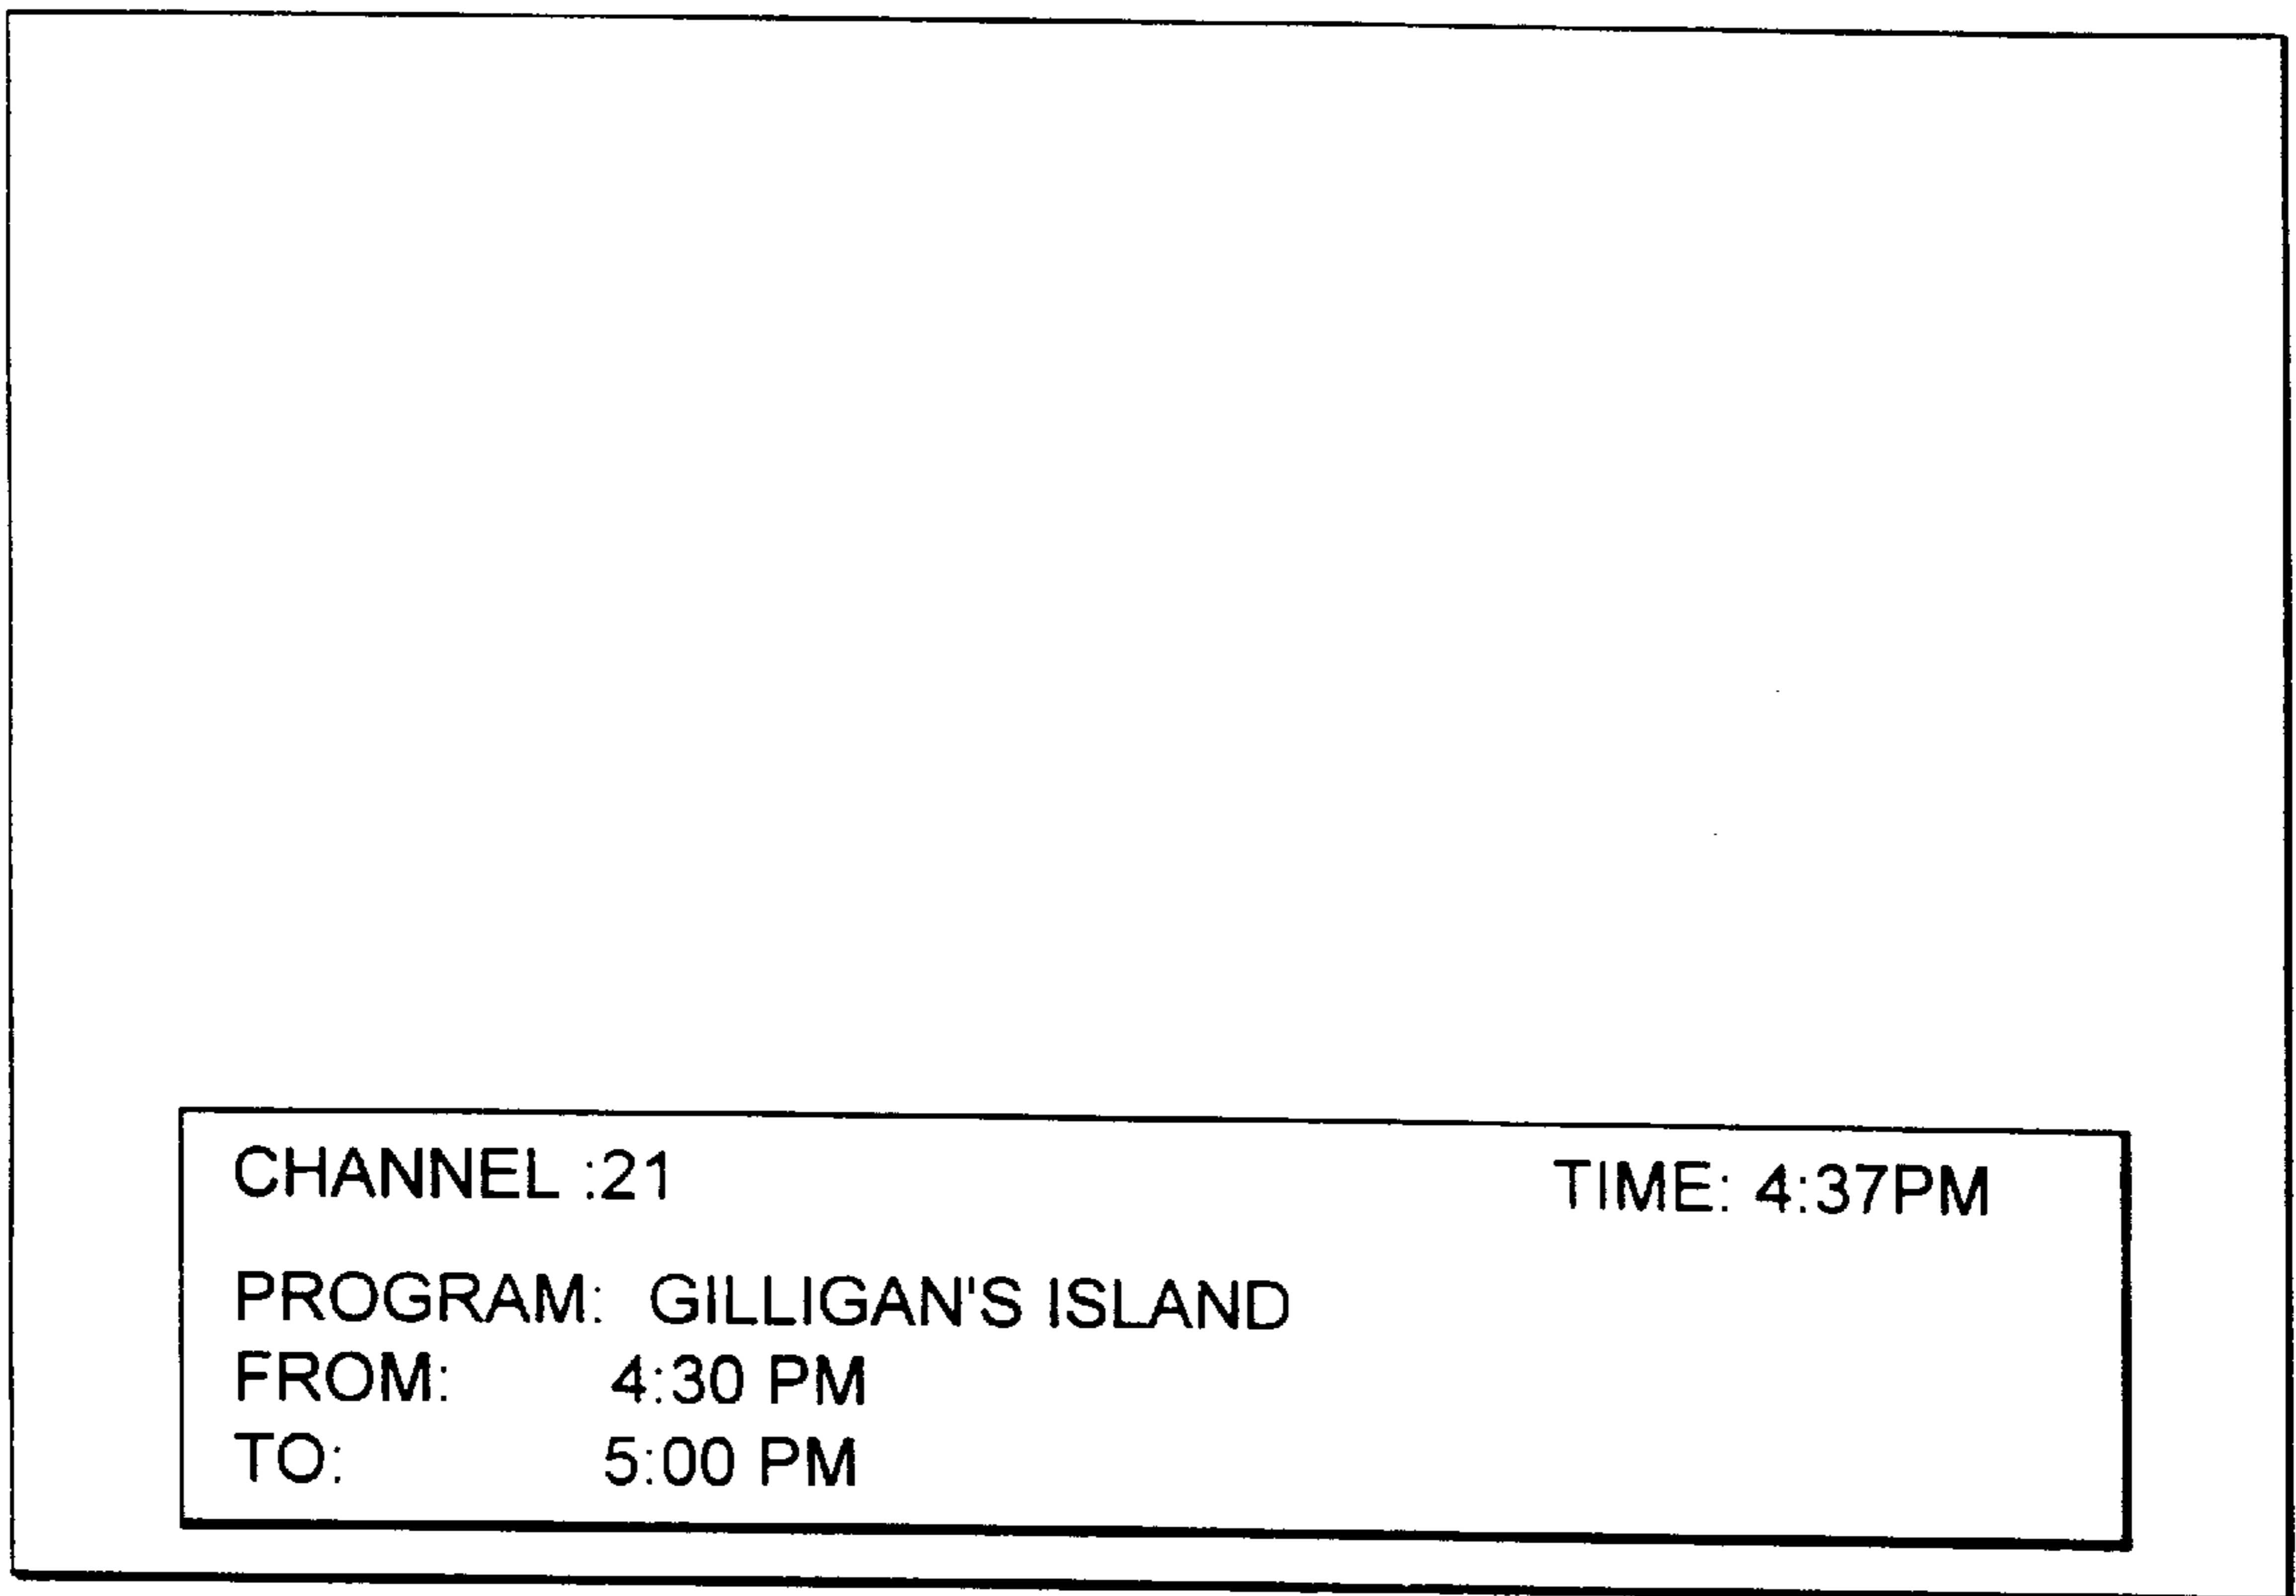 CHANNEL :21 TIME: 4:37PM
PROGRAM: GILLIGAN'S ISLAND
FROM: 4:30 PM
TO: 5:00 PM